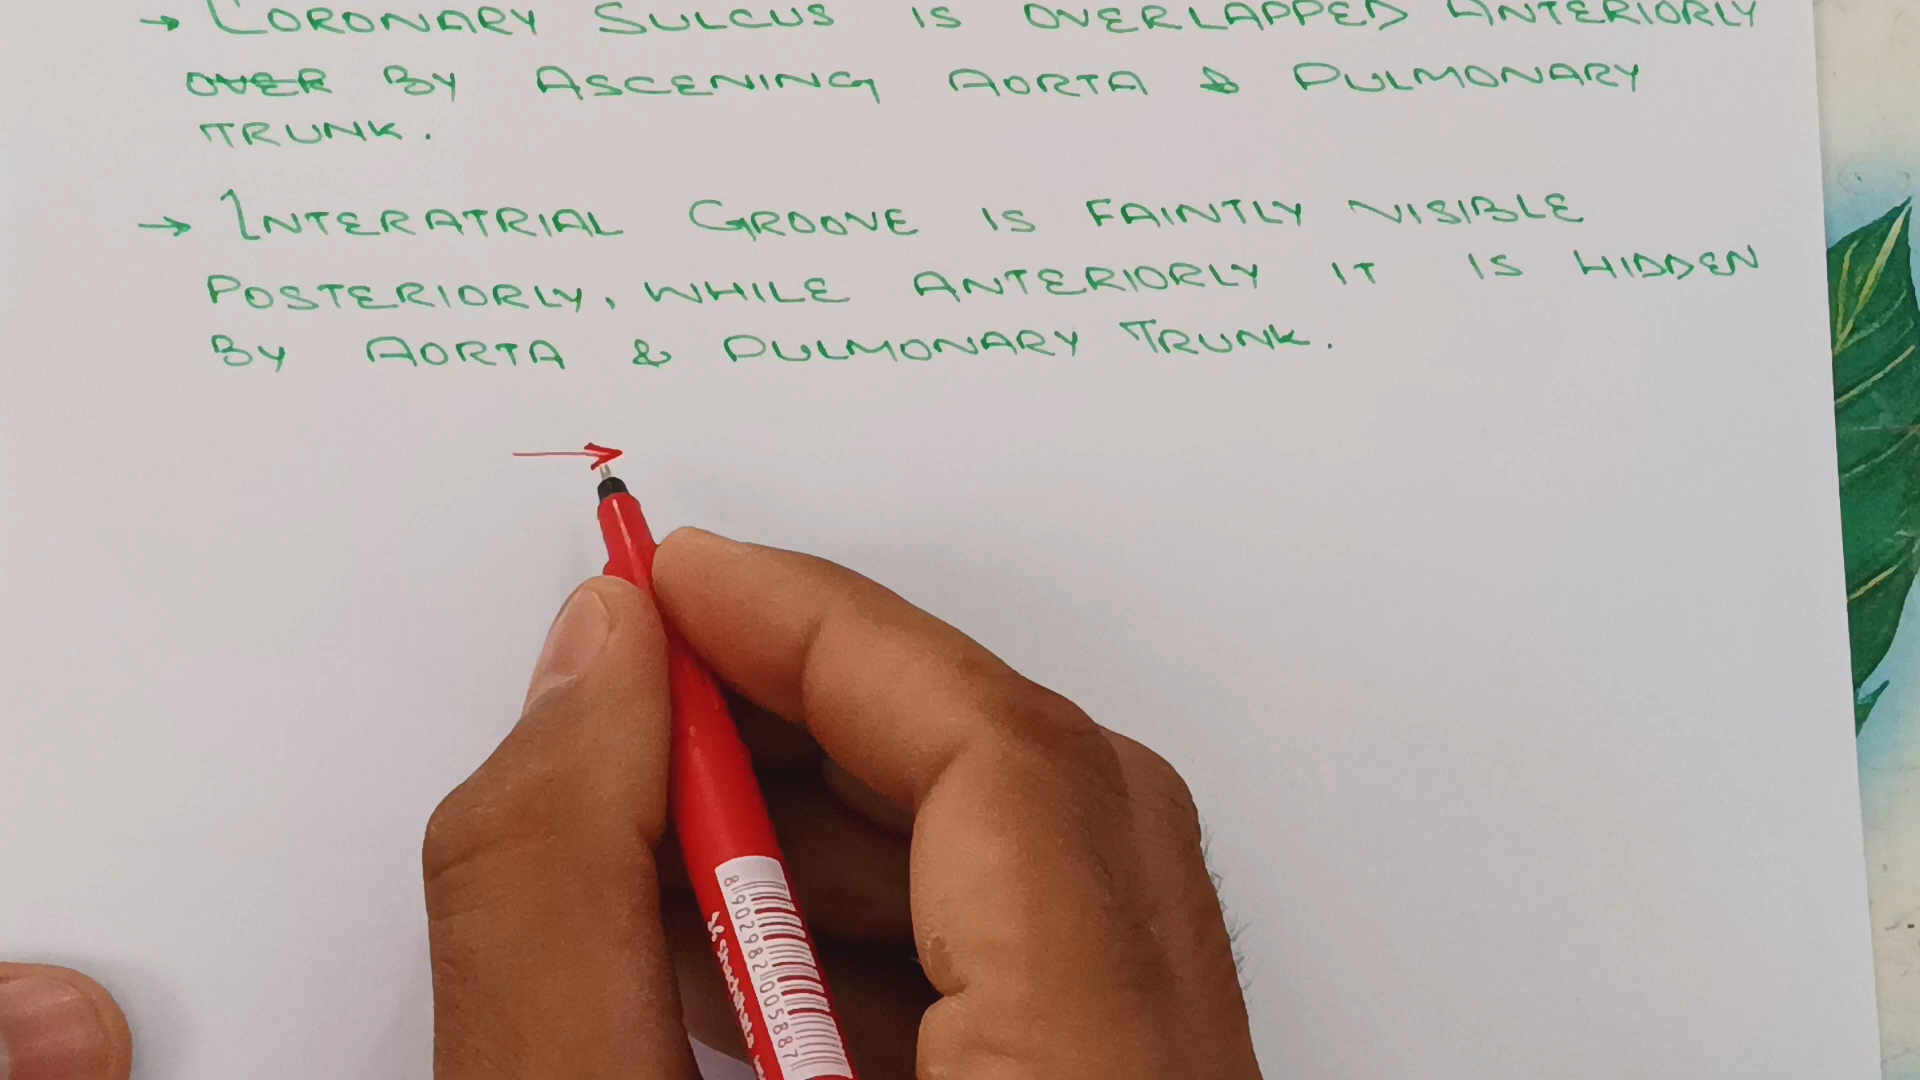 → CORONARY SULCUS IS OVERLAPPED ANTERIORLY
OVER BY ASCENING AORTA & PULMONARY
TRUNK.
→ INTERATRIAL GROOVE IS FAINTLY VISIBLE
POSTERIORLY, WHILE ANTERIORLY IT IS HIDDEN
BY AORTA & PULMONARY TRUNK.
8902982005887